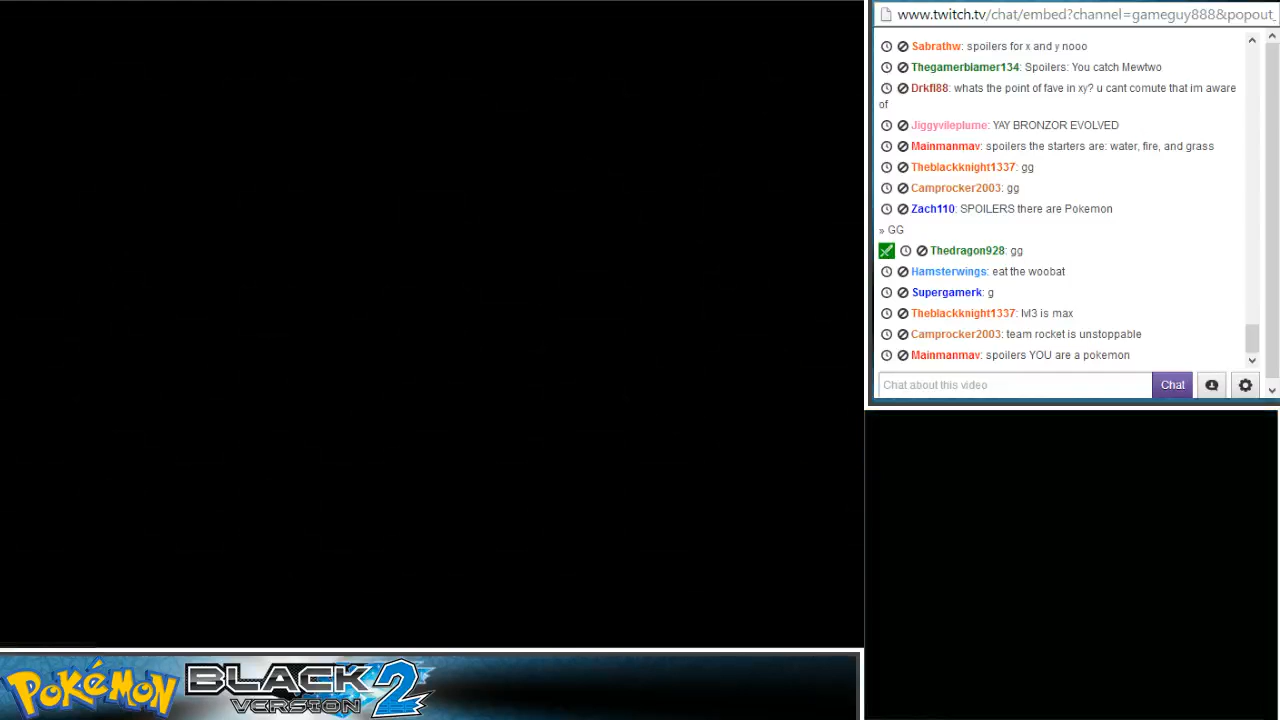 www.twitch.tv/chat/embed?channel=gameguy888&popout_
Sabrathw: spoilers for x and y nooo
Thegamerblamer134: Spoilers: You catch Mewtwo
Drkfl88: whats the point of fave in xy? u cant comute that im aware
of
Jiggyvileplume: YAY BRONZOR EVOLVED
Mainmanmav: spoilers the starters are: water, fire, and grass
Theblackknight1337: gg
Camprocker2003: gg
Zach110: SPOILERS there are Pokemon
» GG
Thedragon928: gg
Hamsterwings: eat the woobat
Supergamerk: g
Theblackknight1337: lvl3 is max
Camprocker2003: team rocket is unstoppable
Mainmanmav: spoilers YOU are a pokemon
Chat about this video
Chat
POKéMON
BLACK 2
VERSION